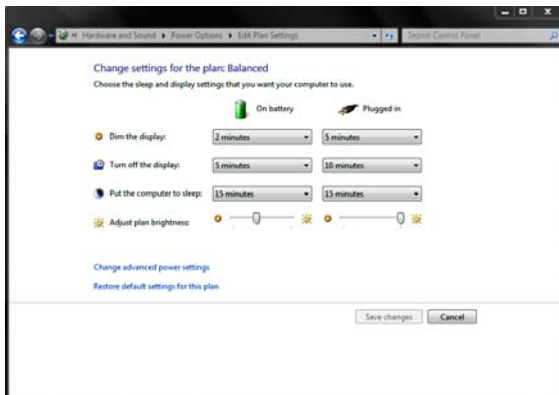 « Hardware and Sound ▸ Power Options ▸ Edit Plan Settings Search Control Panel
Change settings for the plan: Balanced
Choose the sleep and display settings that you want your computer to use.
On battery Plugged in
Dim the display: 2 minutes 5 minutes
Turn off the display: 5 minutes 10 minutes
Put the computer to sleep: 15 minutes 15 minutes
Adjust plan brightness:
Change advanced power settings
Restore default settings for this plan
Save changes Cancel